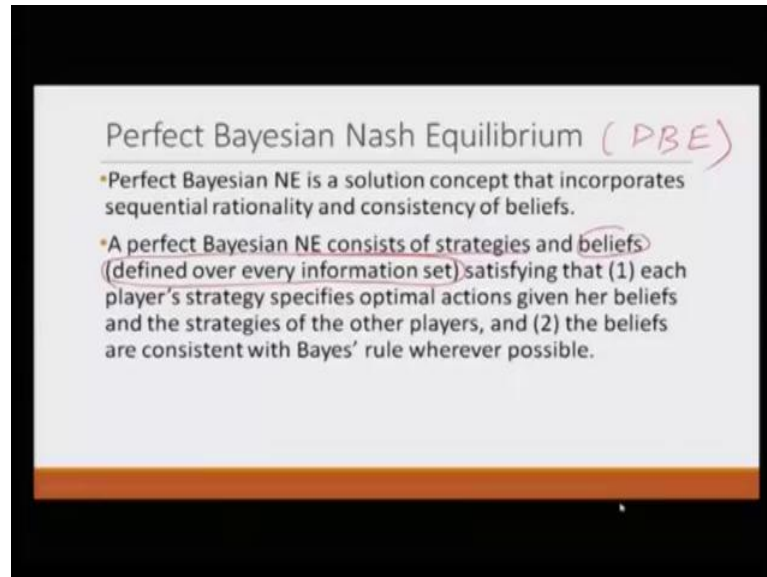 Perfect Bayesian Nash Equilibrium (PBE)
•Perfect Bayesian NE is a solution concept that incorporates
sequential rationality and consistency of beliefs.
•A perfect Bayesian NE consists of strategies and beliefs
(defined over every information set) satisfying that (1) each
player's strategy specifies optimal actions given her beliefs
and the strategies of the other players, and (2) the beliefs
are consistent with Bayes' rule wherever possible.